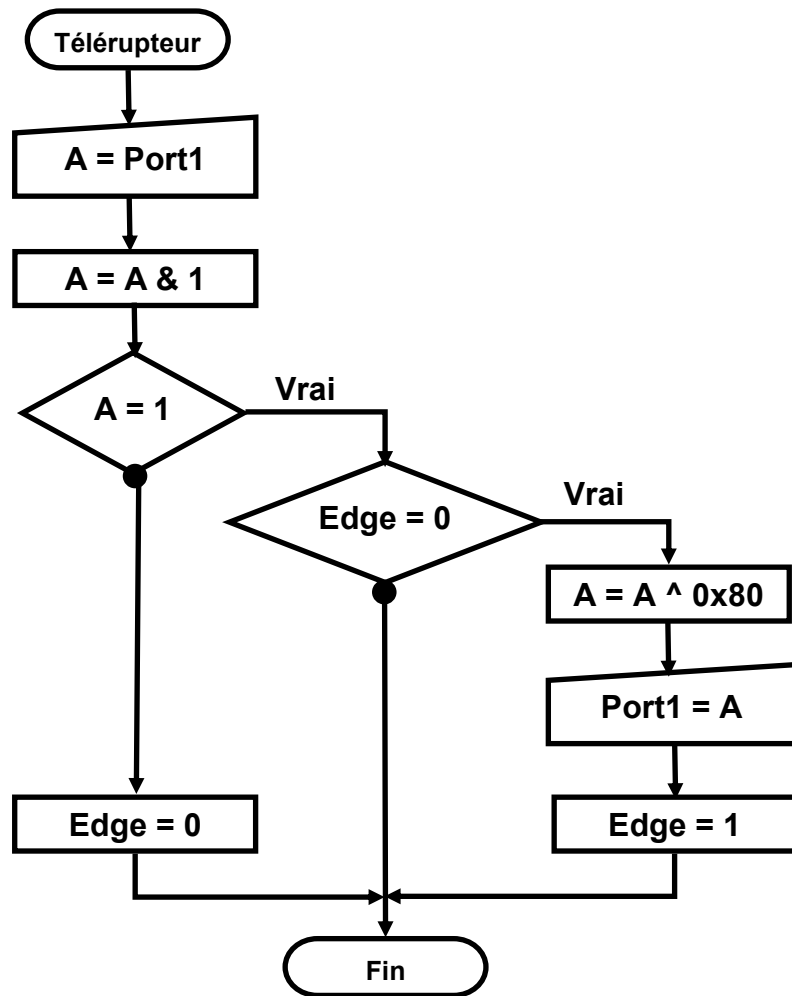 Télérupteur
A = Port1
A = A & 1
A = 1
Vrai
Edge = 0
Vrai
A = A ^ 0x80
Port1 = A
Edge = 0
Edge = 1
Fin